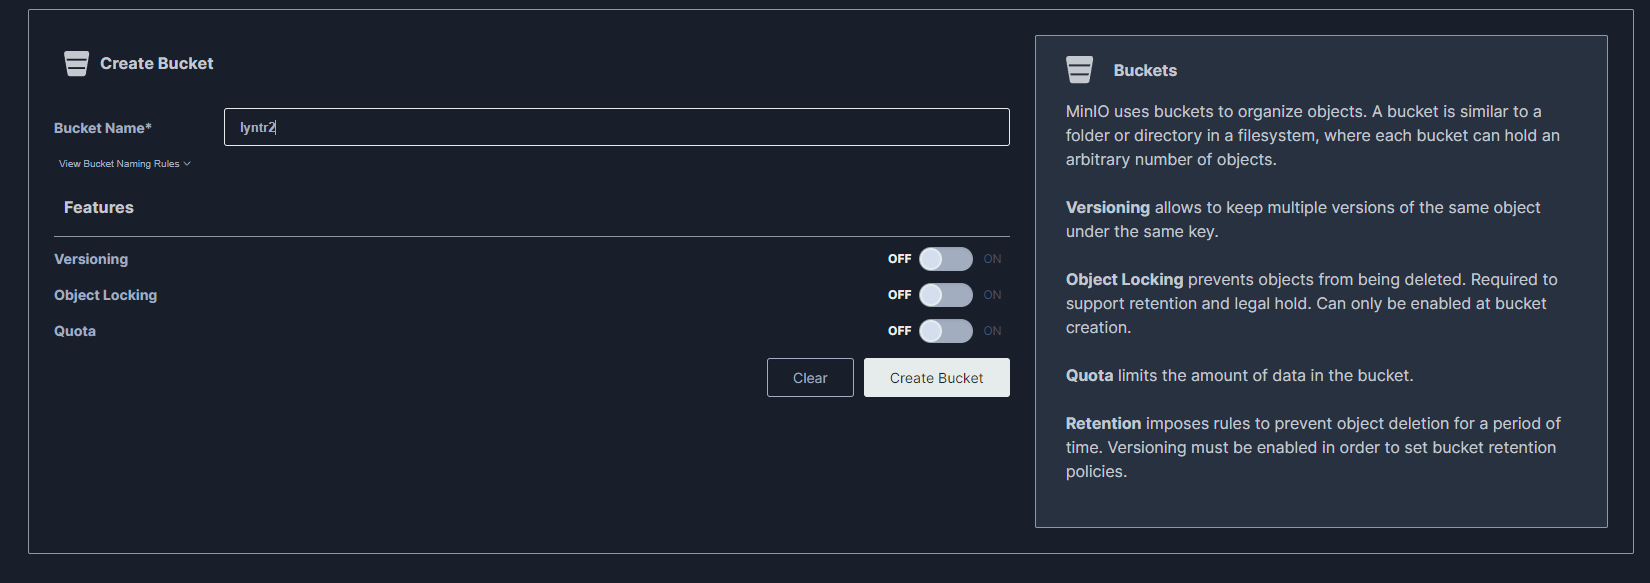 Create Bucket
Bucket Name*
lyntr2
View Bucket Naming Rules
Features
Versioning
OFF
ON
Object Locking
OFF
ON
Quota
OFF
ON
Clear
Create Bucket
Buckets
MinIO uses buckets to organize objects. A bucket is similar to a
folder or directory in a filesystem, where each bucket can hold an
arbitrary number of objects.
Versioning allows to keep multiple versions of the same object
under the same key.
Object Locking prevents objects from being deleted. Required to
support retention and legal hold. Can only be enabled at bucket
creation.
Quota limits the amount of data in the bucket.
Retention imposes rules to prevent object deletion for a period of
time. Versioning must be enabled in order to set bucket retention
policies.